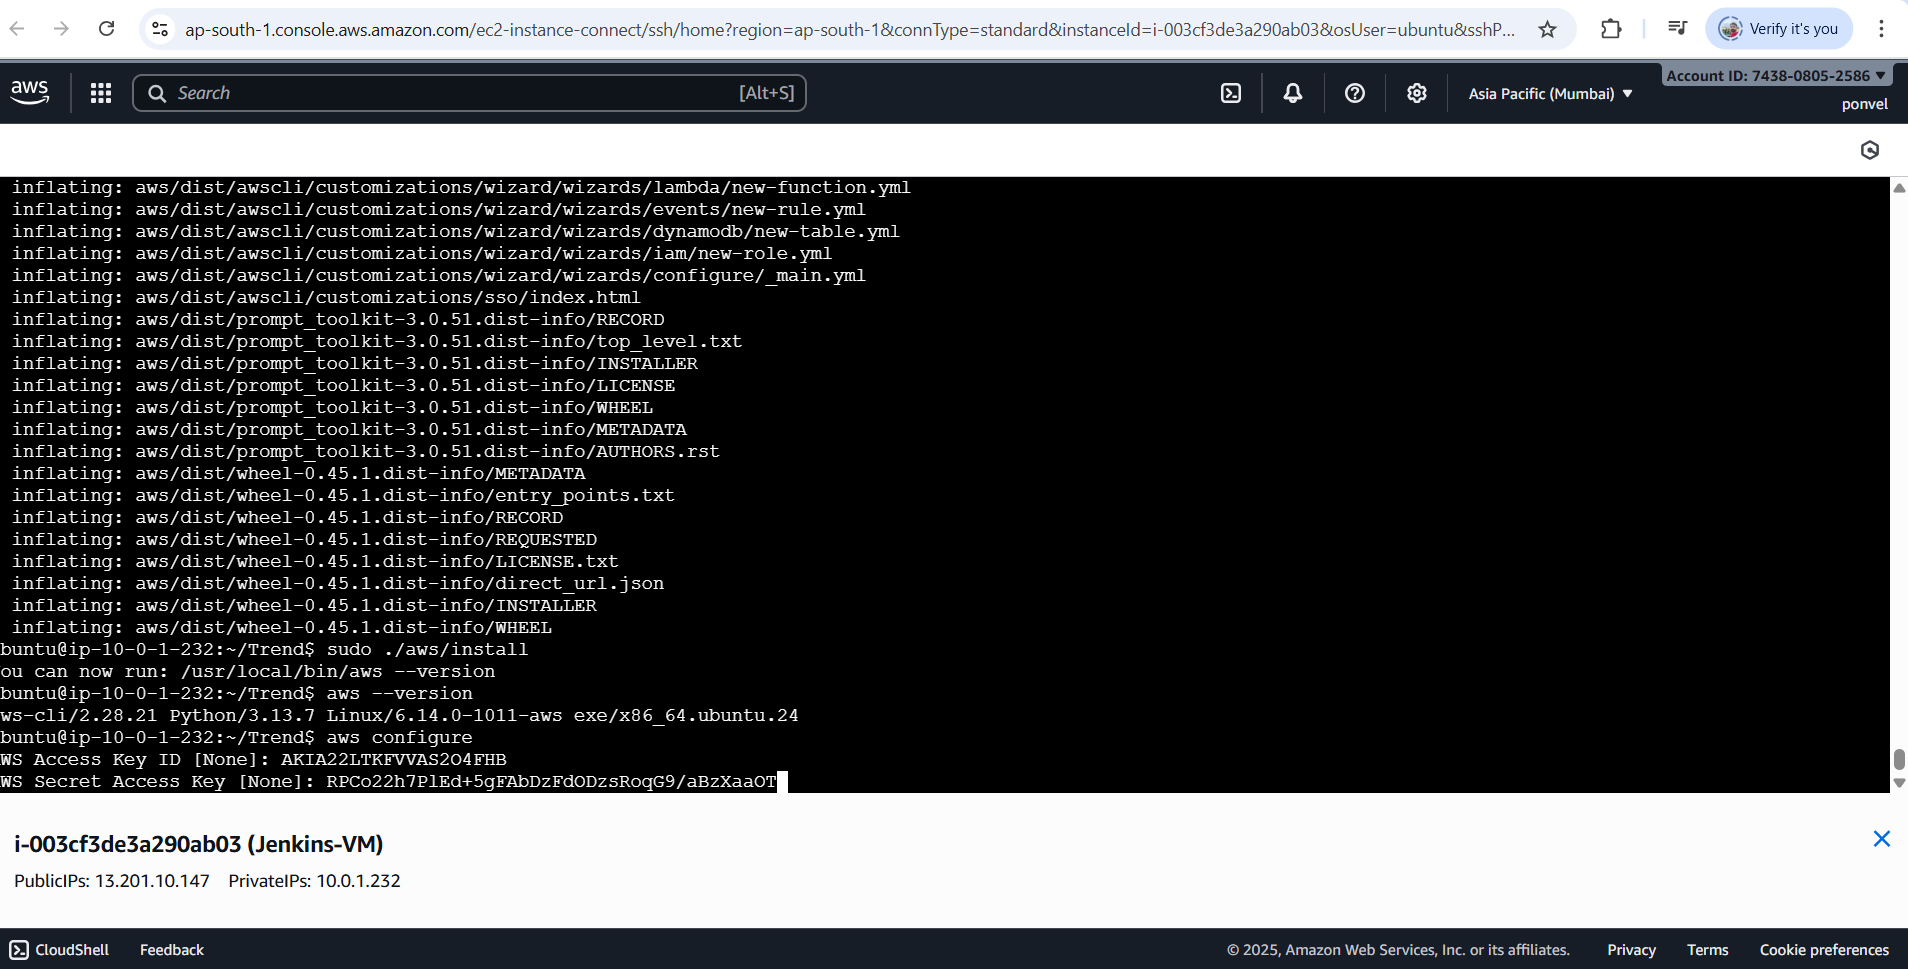 ap-south-1.console.aws.amazon.com/ec2-instance-connect/ssh/home?region=ap-south-1&connType=standard&instanceId=i-003cf3de3a290ab03&osUser=ubuntu&sshP...
Verify it's you
aws
Search
[Alt+S]
Asia Pacific (Mumbai)
Account ID: 7438-0805-2586
ponvel
inflating: aws/dist/awscli/customizations/wizard/wizards/lambda/new-function.yml
inflating: aws/dist/awscli/customizations/wizard/wizards/events/new-rule.yml
inflating: aws/dist/awscli/customizations/wizard/wizards/dynamodb/new-table.yml
inflating: aws/dist/awscli/customizations/wizard/wizards/iam/new-role.yml
inflating: aws/dist/awscli/customizations/wizard/wizards/configure/_main.yml
inflating: aws/dist/awscli/customizations/sso/index.html
inflating: aws/dist/prompt_toolkit-3.0.51.dist-info/RECORD
inflating: aws/dist/prompt_toolkit-3.0.51.dist-info/top_level.txt
inflating: aws/dist/prompt_toolkit-3.0.51.dist-info/INSTALLER
inflating: aws/dist/prompt_toolkit-3.0.51.dist-info/LICENSE
inflating: aws/dist/prompt_toolkit-3.0.51.dist-info/WHEEL
inflating: aws/dist/prompt_toolkit-3.0.51.dist-info/METADATA
inflating: aws/dist/prompt_toolkit-3.0.51.dist-info/AUTHORS.rst
inflating: aws/dist/wheel-0.45.1.dist-info/METADATA
inflating: aws/dist/wheel-0.45.1.dist-info/entry_points.txt
inflating: aws/dist/wheel-0.45.1.dist-info/RECORD
inflating: aws/dist/wheel-0.45.1.dist-info/REQUESTED
inflating: aws/dist/wheel-0.45.1.dist-info/LICENSE.txt
inflating: aws/dist/wheel-0.45.1.dist-info/direct_url.json
inflating: aws/dist/wheel-0.45.1.dist-info/INSTALLER
inflating: aws/dist/wheel-0.45.1.dist-info/WHEEL
buntu@ip-10-0-1-232:~/Trend$ sudo ./aws/install
ou can now run: /usr/local/bin/aws --version
buntu@ip-10-0-1-232:~/Trend$ aws --version
ws-cli/2.28.21 Python/3.13.7 Linux/6.14.0-1011-aws exe/x86_64.ubuntu.24
buntu@ip-10-0-1-232:~/Trend$ aws configure
WS Access Key ID [None]:
WS Secret Access Key [None]:
i-003cf3de3a290ab03 (Jenkins-VM)
PublicIPs: 13.201.10.147 PrivateIPs: 10.0.1.232
CloudShell
Feedback
© 2025, Amazon Web Services, Inc. or its affiliates.
Privacy
Terms
Cookie preferences